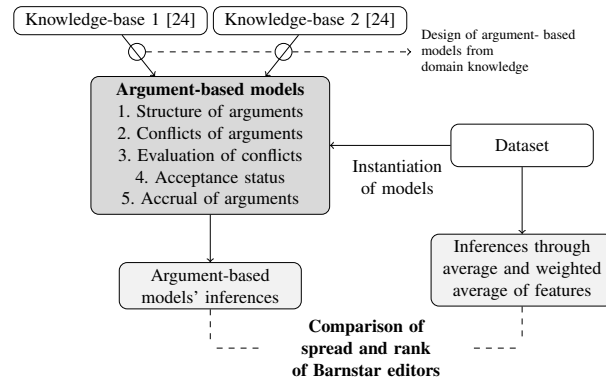 Knowledge-base 1 [24]
Knowledge-base 2 [24]
Design of argument- based
models from
domain knowledge
Argument-based models
1. Structure of arguments
2. Conflicts of arguments
3. Evaluation of conflicts
4. Acceptance status
5. Accrual of arguments
Dataset
Instantiation
of models
Argument-based
models’ inferences
Inferences through
average and weighted
average of features
Comparison of
spread and rank
of Barnstar editors